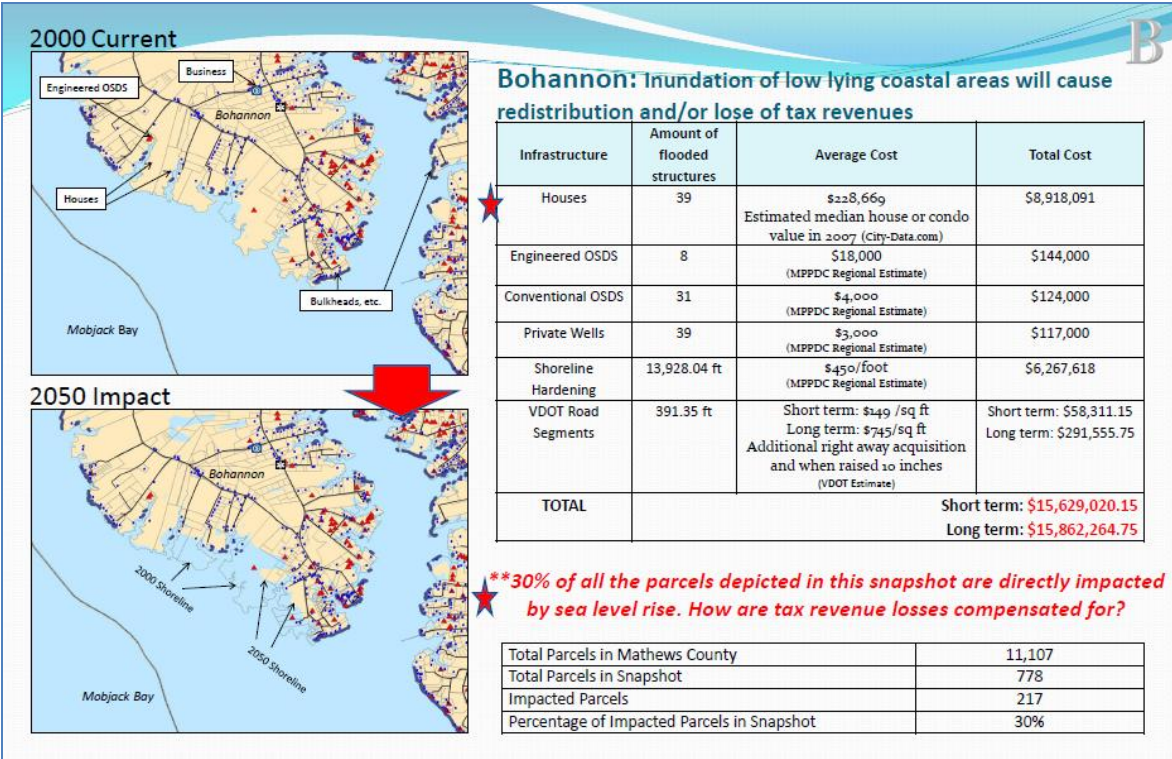 B
2000 Current
Engineered OSDS
Business
Bohannon
Houses
Bulkheads, etc.
Mobjack Bay
2050 Impact
Bohannon
2000 Shoreline
2050 Shoreline
Mobjack Bay
Bohannon: Inundation of low lying coastal areas will cause
redistribution and/or lose of tax revenues
Infrastructure
Amount of
flooded
structures
Average Cost
Total Cost
Houses
39
$228,669
Estimated median house or condo
value in 2007 (City-Data.com)
$8,918,091
Engineered OSDS
8
$18,000
(MPPDC Regional Estimate)
$144,000
Conventional OSDS
31
$4,000
(MPPDC Regional Estimate)
$124,000
Private Wells
39
$3,000
(MPPDC Regional Estimate)
$117,000
Shoreline
Hardening
13,928.04 ft
$450/foot
(MPPDC Regional Estimate)
$6,267,618
VDOT Road
Segments
391.35 ft
Short term: $149 /sq ft
Long term: $745/sq ft
Additional right away acquisition
and when raised 10 inches
(VDOT Estimate)
Short term: $58,311.15
Long term: $291,555.75
TOTAL
Short term: $15,629,020.15
Long term: $15,862,264.75
**30% of all the parcels depicted in this snapshot are directly impacted
by sea level rise. How are tax revenue losses compensated for?
Total Parcels in Mathews County
11,107
Total Parcels in Snapshot
778
Impacted Parcels
217
Percentage of Impacted Parcels in Snapshot
30%